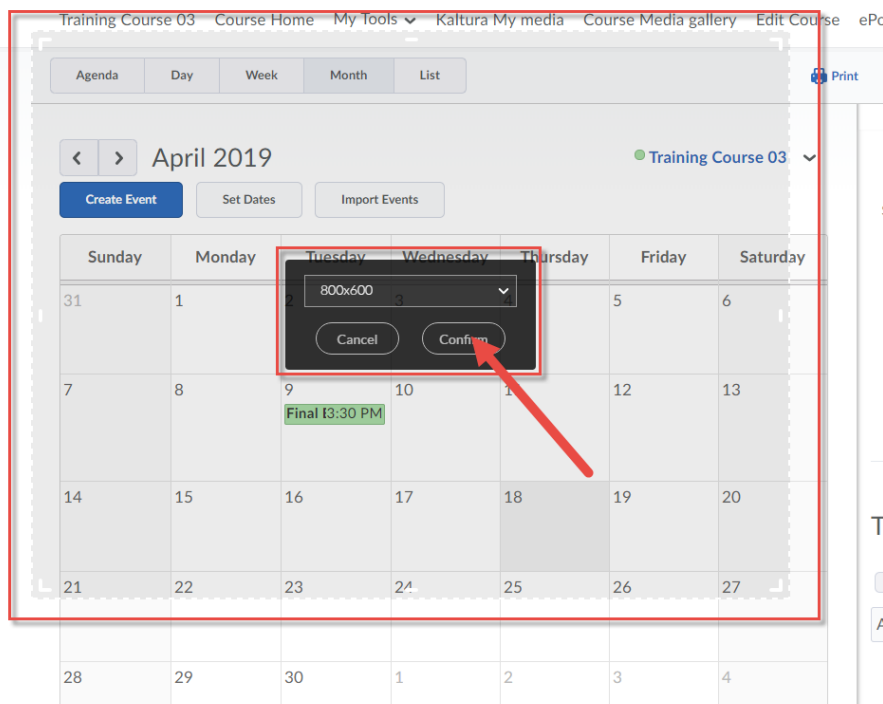 Training Course 03 Course Home My Tools Kaltura My media Course Media gallery Edit Course
Agenda Day Week Month List Print
April 2019 Training Course 03
Create Event Set Dates Import Events
Sunday Monday Tuesday Wednesday Thursday Friday Saturday
800x600
31 1 2 3 4 5 6
Cancel Confirm
7 8 9 10 12 13
Final 3:30 PM
14 15 16 17 18 19 20
21 22 23 24 25 26 27
28 29 30 1 2 3 4